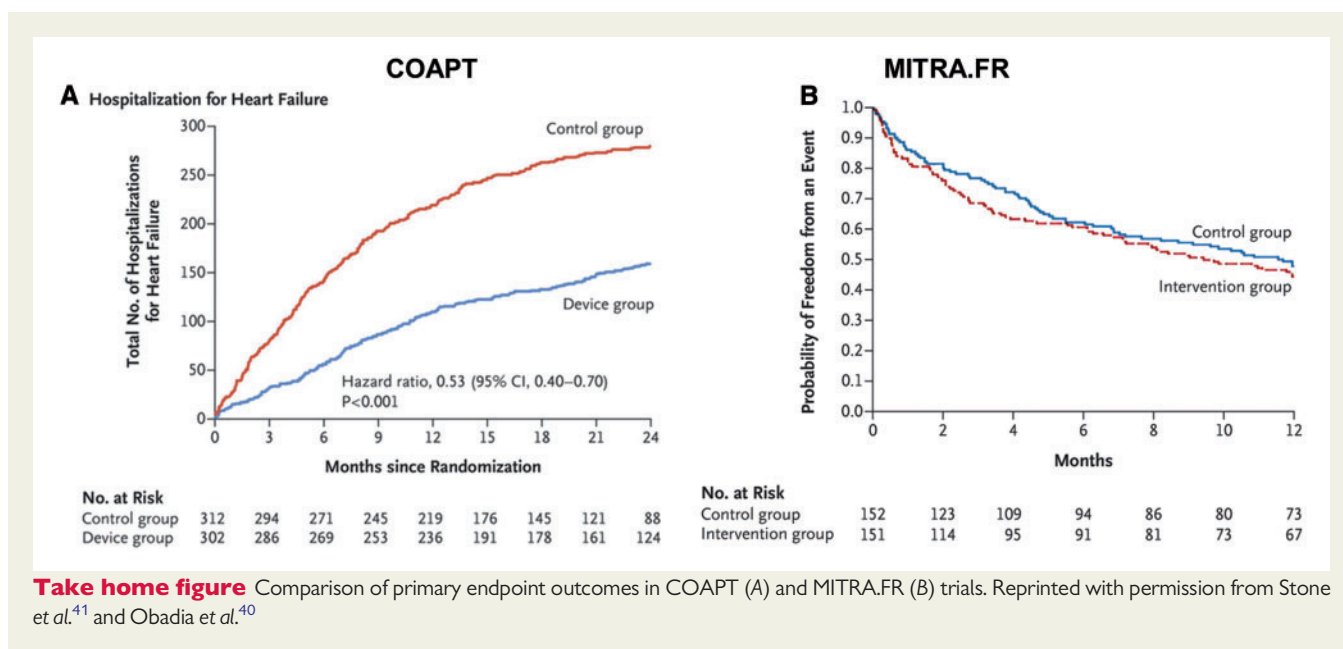 COAPT
A Hospitalization for Heart Failure
Total No. of Hospitalizations
for Heart Failure
300
250
200
150
100
50
0
Control group
Device group
Hazard ratio, 0.53 (95% CI, 0.40–0.70)
P<0.001
0 3 6 9 12 15 18 21 24
Months since Randomization
No. at Risk
Control group 312 294 271 245 219 176 145 121 88
Device group 302 286 269 253 236 191 178 161 124
MITRA.FR
B
Probability of Freedom from an Event
1.0
0.9
0.8
0.7
0.6
0.5
0.4
0.3
0.2
0.1
0.0
Control group
Intervention group
0 2 4 6 8 10 12
Months
No. at Risk
Control group 152 123 109 94 86 80 73
Intervention group 151 114 95 91 81 73 67
Take home figure Comparison of primary endpoint outcomes in COAPT (A) and MITRA.FR (B) trials. Reprinted with permission from Stone
et al.41 and Obadia et al.40